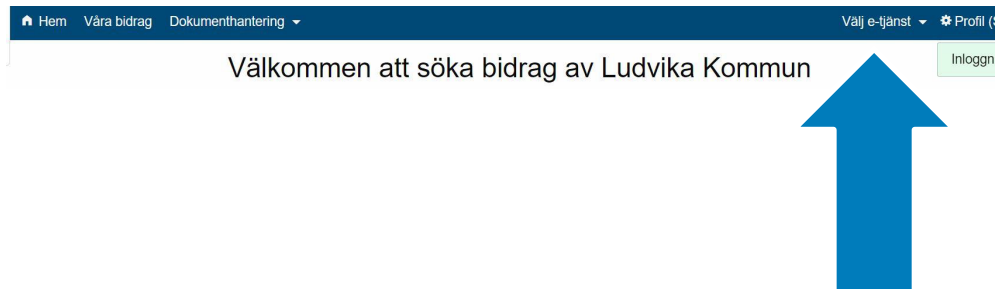 Hem Våra bidrag Dokumenthantering Välj e-tjänst Profil (
Välkommen att söka bidrag av Ludvika Kommun
Inloggn